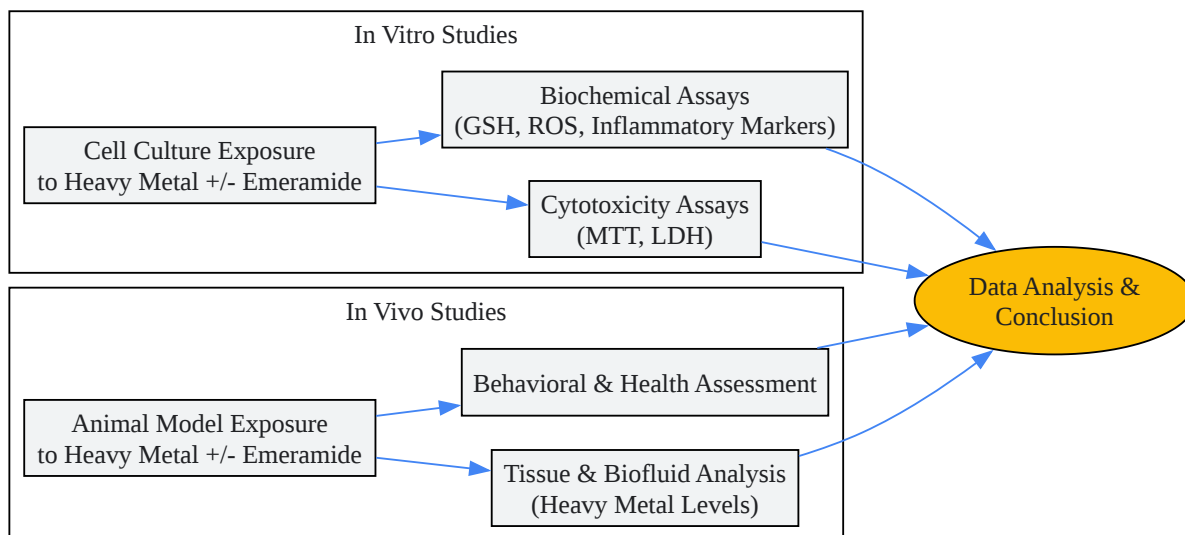 In Vitro Studies
Biochemical Assays
(GSH, ROS, Inflammatory Markers)
Cell Culture Exposure
to Heavy Metal +/- Emeramide
Cytotoxicity Assays
(MTT, LDH)
Data Analysis &
Conclusion
In Vivo Studies
Behavioral & Health Assessment
Animal Model Exposure
to Heavy Metal +/- Emeramide
Tissue & Biofluid Analysis
(Heavy Metal Levels)